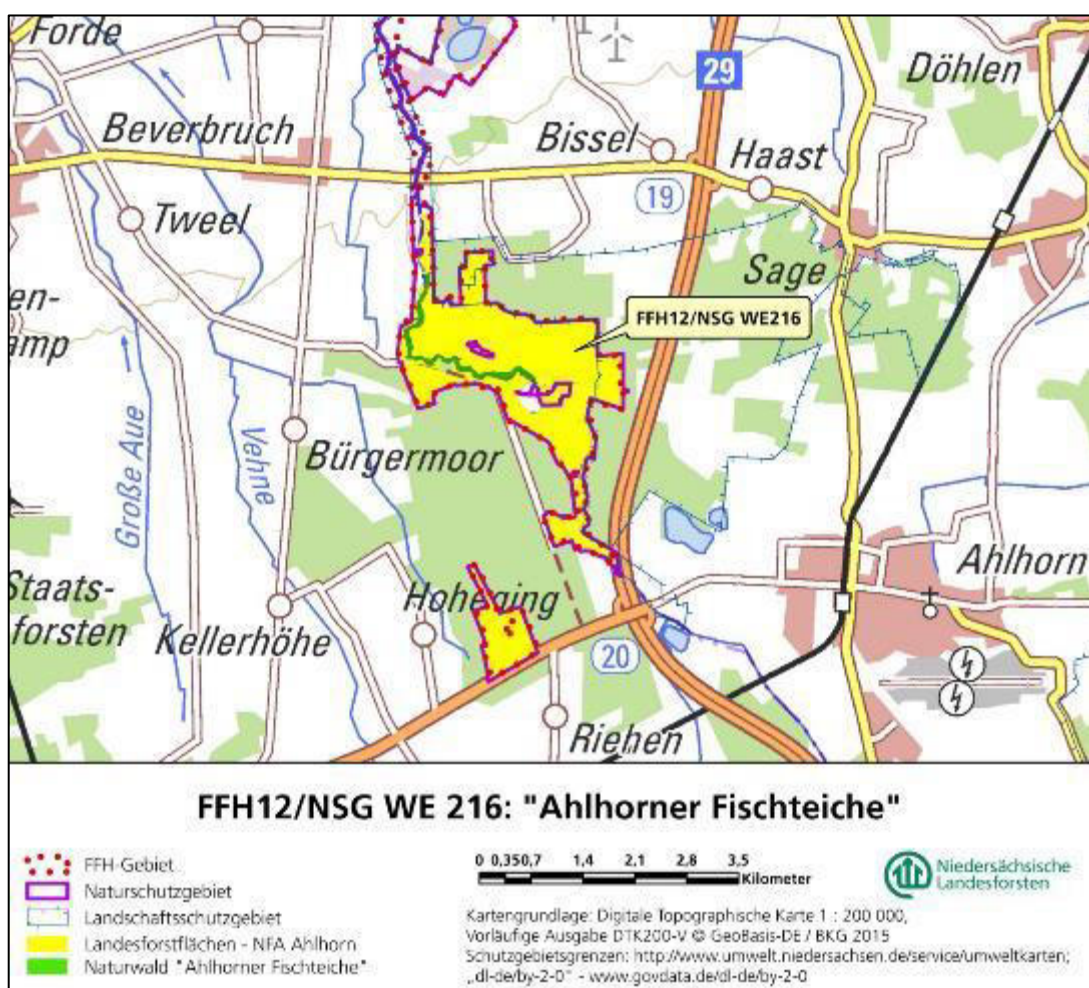 Forde
29
Döhlen
Beverbruch
Bissel
Haast
19
Tweel
Sage
en-
amp
FFH12/NSG WE216
Große Aue
Vehne
Bürgermoor
Ahlhorn
Staats-
forsten
Hoheging
Kellerhöhe
20
Riehen
FFH12/NSG WE 216: "Ahlhorner Fischteiche"
FFH-Gebiet
Naturschutzgebiet
Landschaftsschutzgebiet
Landesforstflächen - NFA Ahlhorn
Naturwald "Ahlhorner Fischteiche"
0 0,350,7 1,4 2,1 2,8 3,5
Kilometer
Niedersächsische
Landesforsten
Kartengrundlage: Digitale Topographische Karte 1 : 200 000,
Vorläufige Ausgabe DTK200-V © GeoBasis-DE / BKG 2015
Schutzgebietsgrenzen: http://www.umwelt.niedersachsen.de/service/umweltkarten;
„dl-de/by-2-0" - www.govdata.de/dl-de/by-2-0